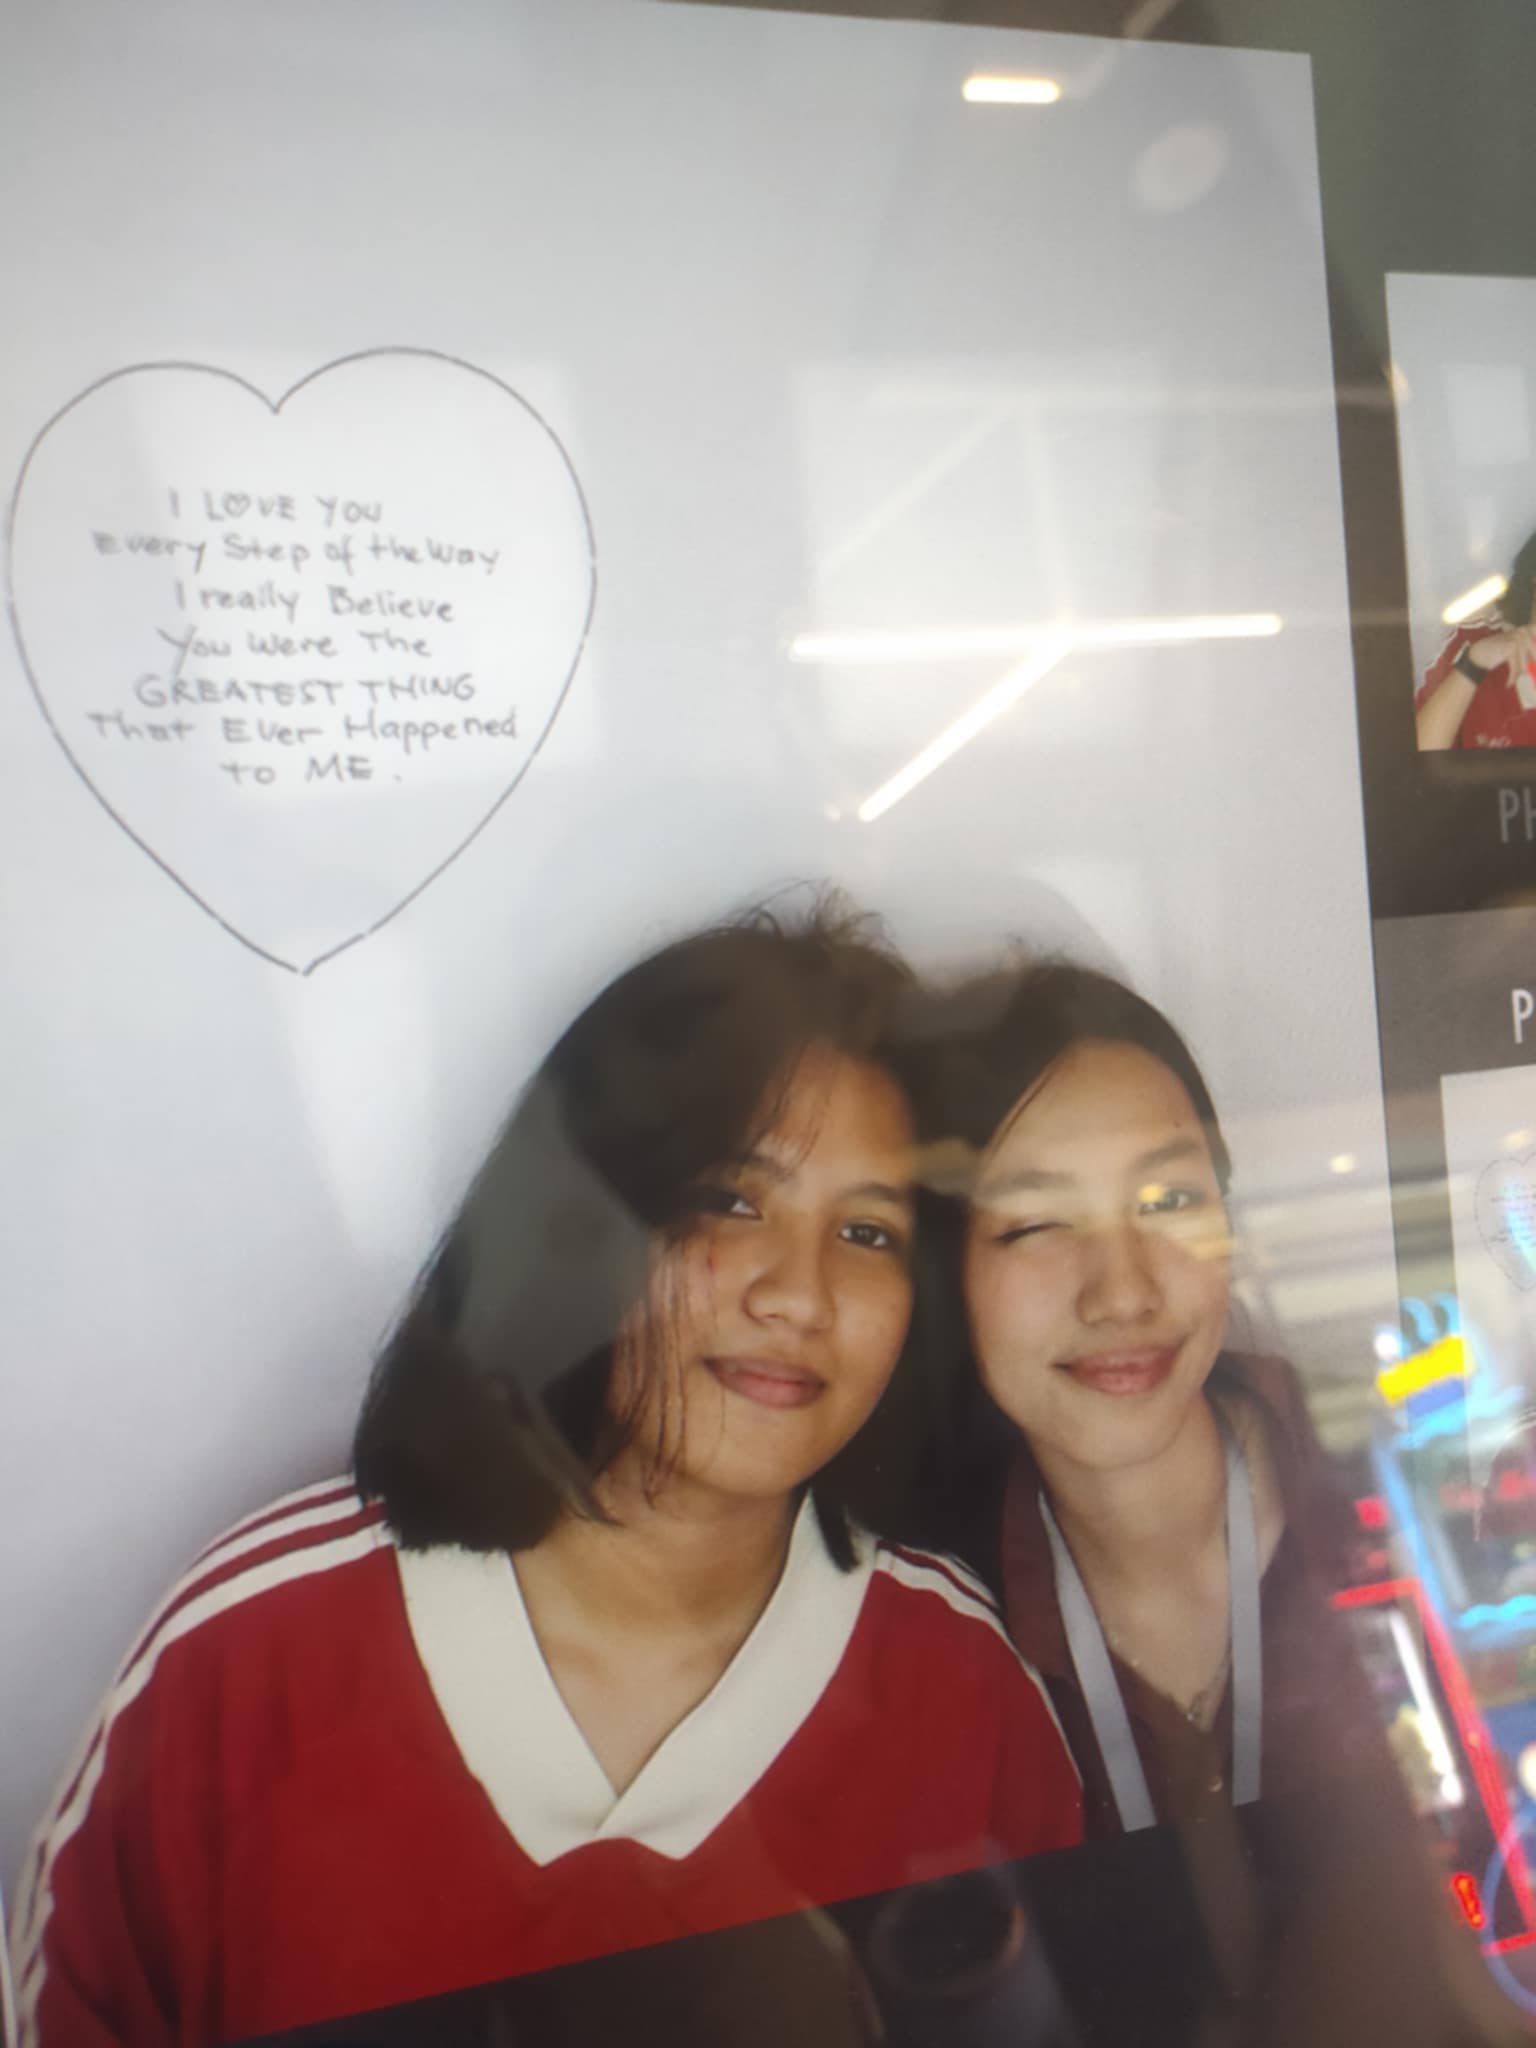 I LOVE YOU
Every Step of the Way
I really Believe
You Were The
GREATEST THING
That Ever Happened
to ME.
PH
P